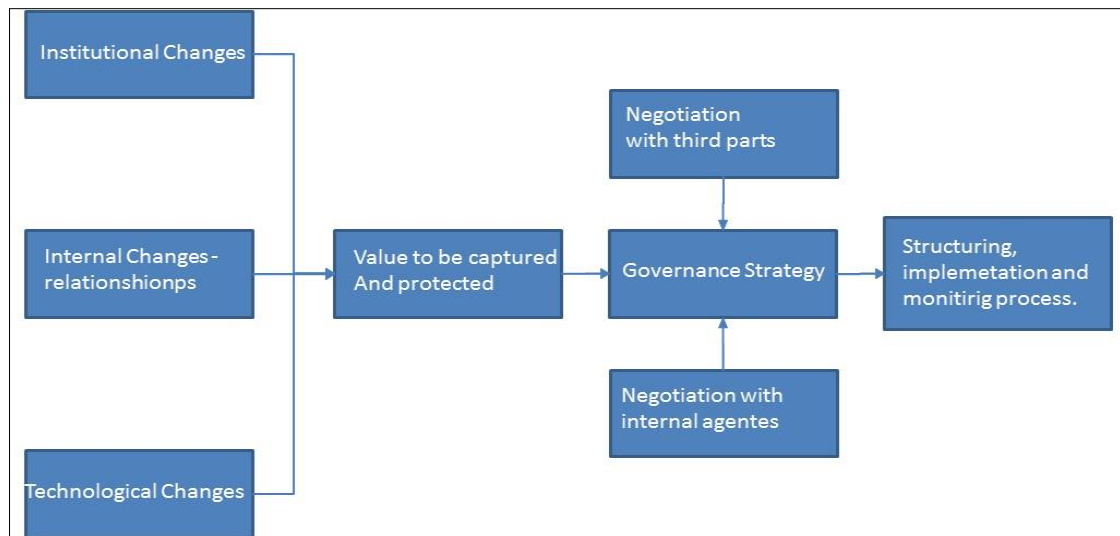 Institutional Changes
Negotiation
with third parts
Internal Changes-
relationshionps
Value to be captured
And protected
Governance Strategy
Structuring,
implemetation and
monitirig process.
Negotiation with
internal agentes
Technological Changes